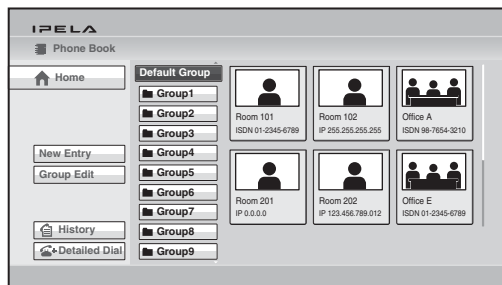 IPELA
Phone Book
Home
New Entry
Group Edit
History
Detailed Dial
Default Group
Group1
Group2
Group3
Group4
Group5
Group6
Group7
Group8
Group9
Room 101
ISDN 01-2345-6789
Room 102
IP 255.255.255.255
Office A
ISDN 98-7654-3210
Room 201
IP 0.0.0.0
Room 202
IP 123.456.789.012
Office E
ISDN 01-2345-6789